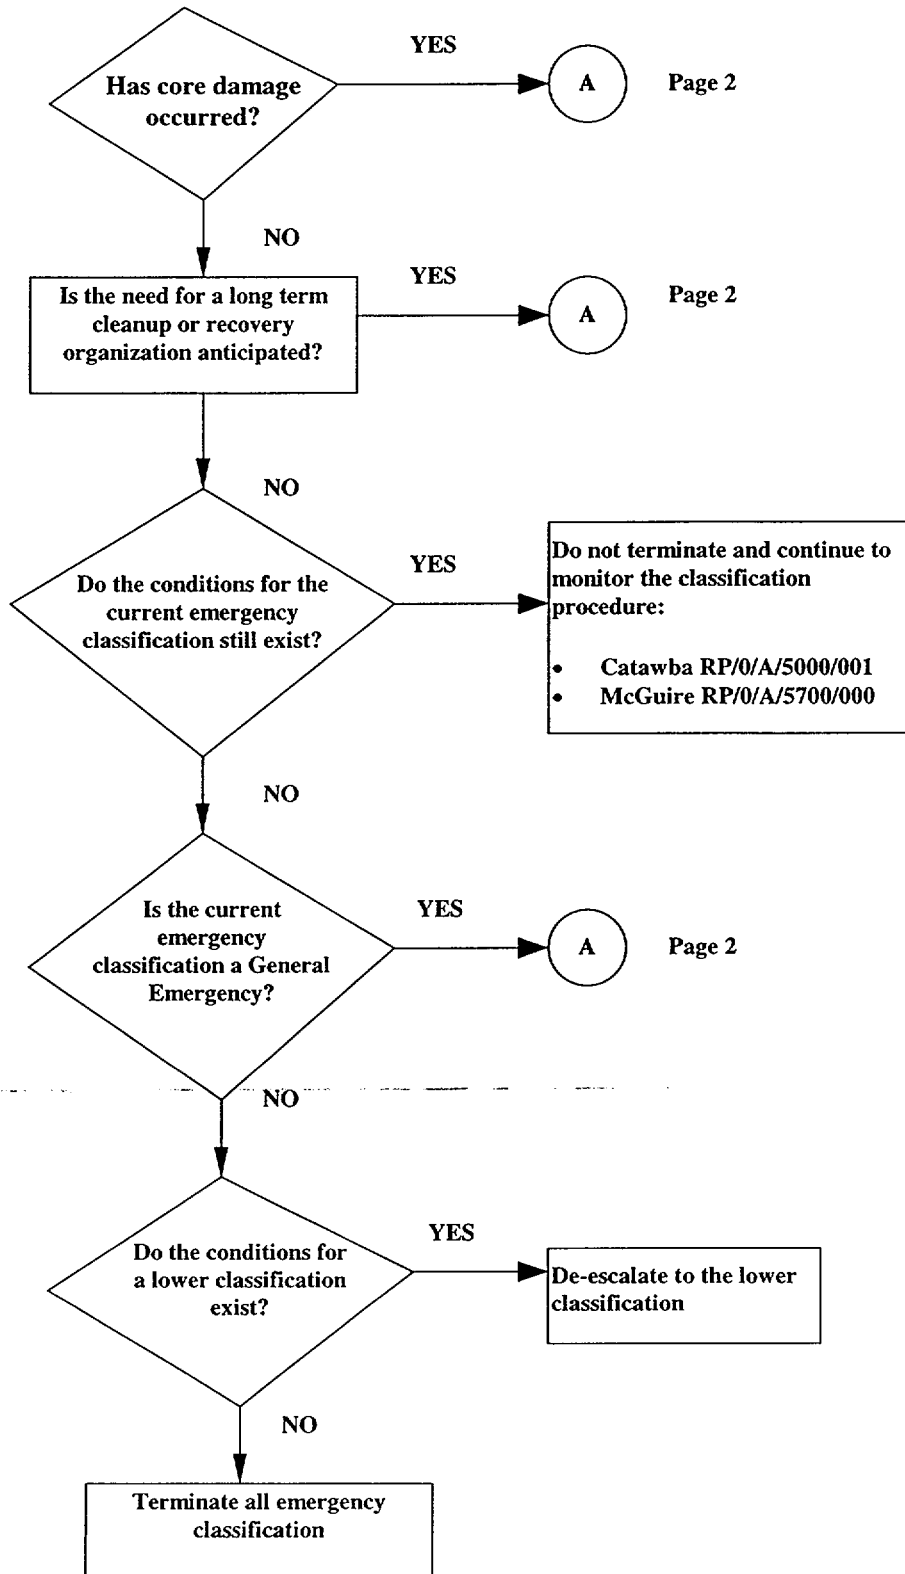 YES
Has core damage
occurred?
A
Page 2
NO
Is the need for a long term
cleanup or recovery
organization anticipated?
YES
A
Page 2
NO
Do the conditions for the
current emergency
classification still exist?
YES
Do not terminate and continue to
monitor the classification
procedure:
• Catawba RP/0/A/5000/001
• McGuire RP/0/A/5700/000
NO
Is the current
emergency
classification a General
Emergency?
YES
A
Page 2
NO
Do the conditions for
a lower classification
exist?
YES
De-escalate to the lower
classification
NO
Terminate all emergency
classification